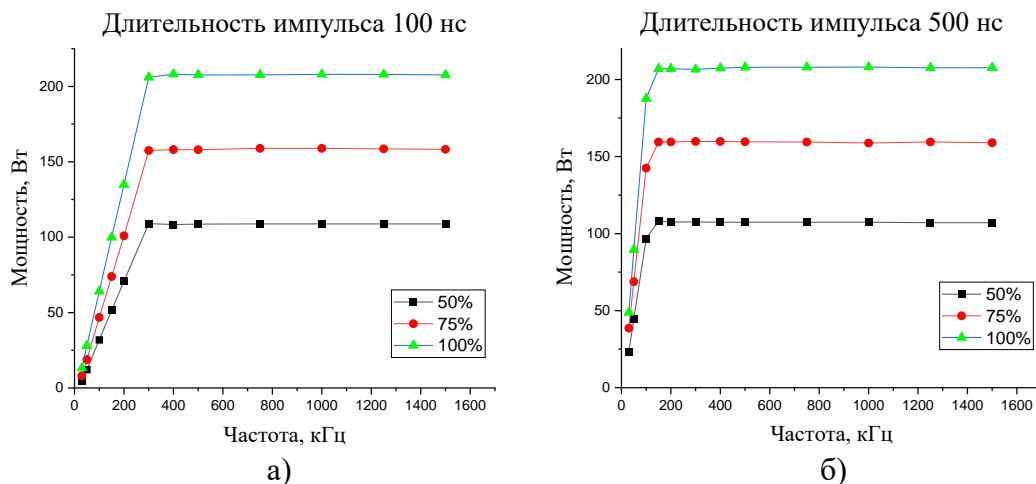 Длительность импульса 100 нс
Мощность, Вт
200
150
100
50
0
50%
75%
100%
0 200 400 600 800 1000 1200 1400 1600
Частота, кГц
а)
Длительность импульса 500 нс
Мощность, Вт
200
150
100
50
0
50%
75%
100%
0 200 400 600 800 1000 1200 1400 1600
Частота, кГц
б)